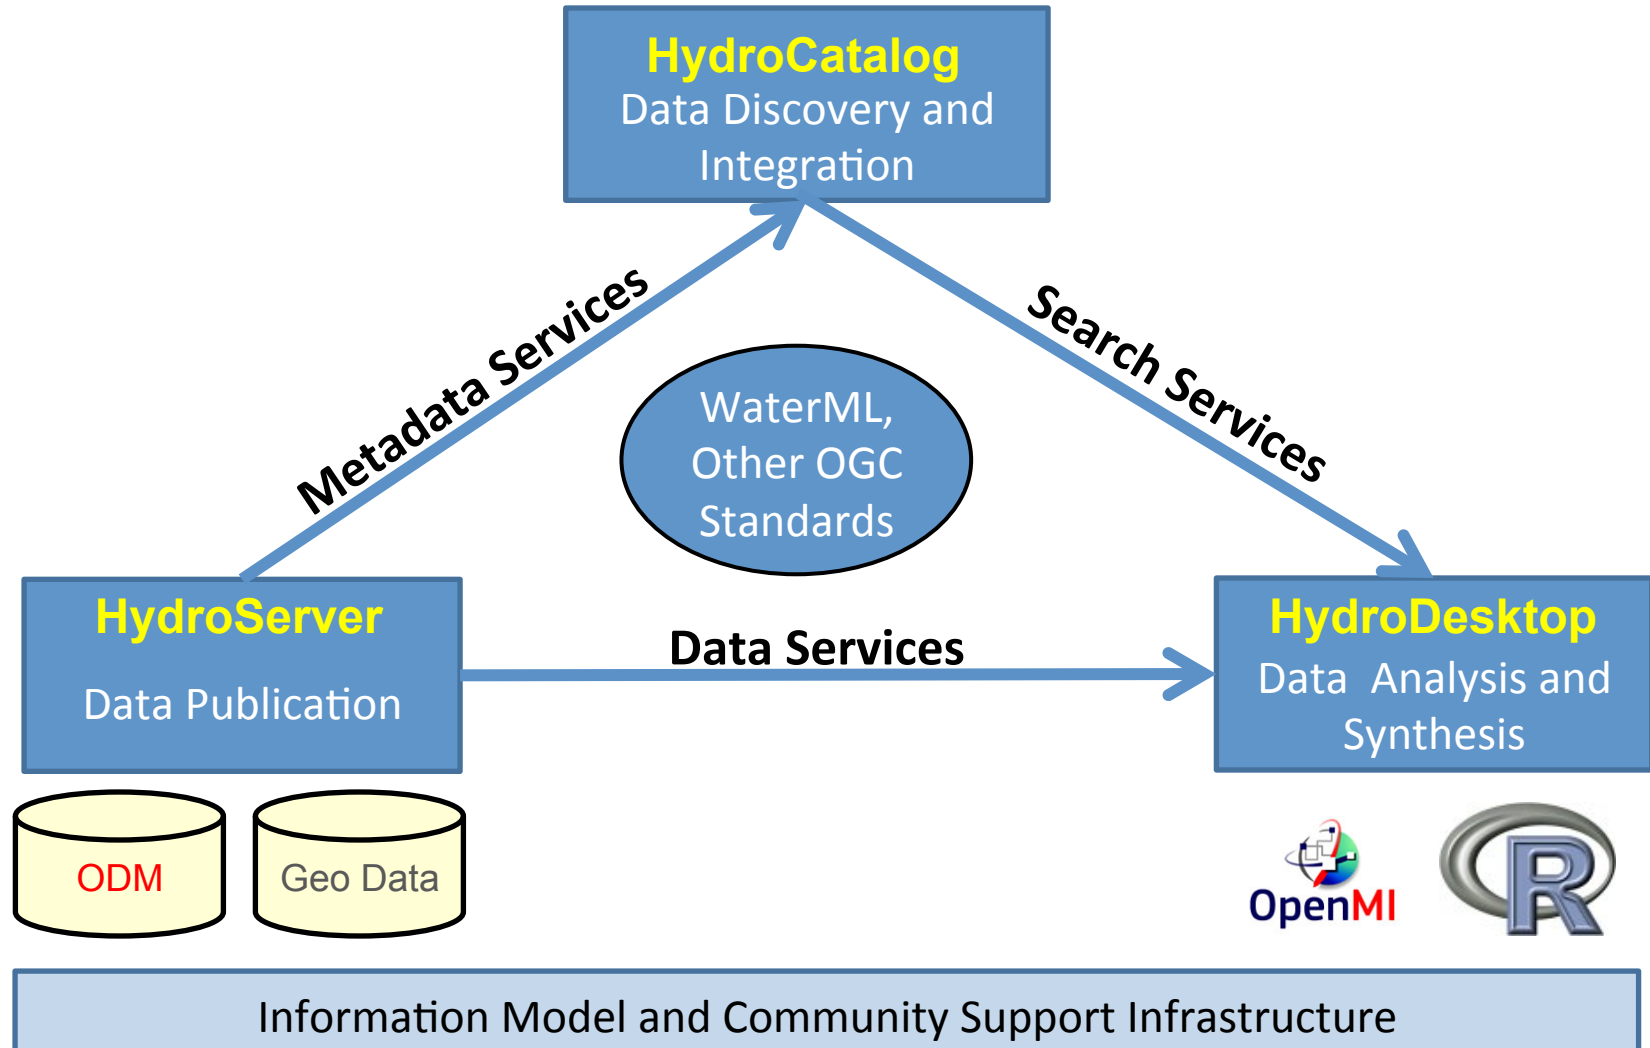 HydroCatalog
Data Discovery and
Integration
Metadata Services
Search Services
WaterML,
Other OGC
Standards
HydroServer
Data Publication
Data Services
HydroDesktop
Data  Analysis and
Synthesis
ODM
Geo Data
OpenMI
R
Information Model and Community Support Infrastructure